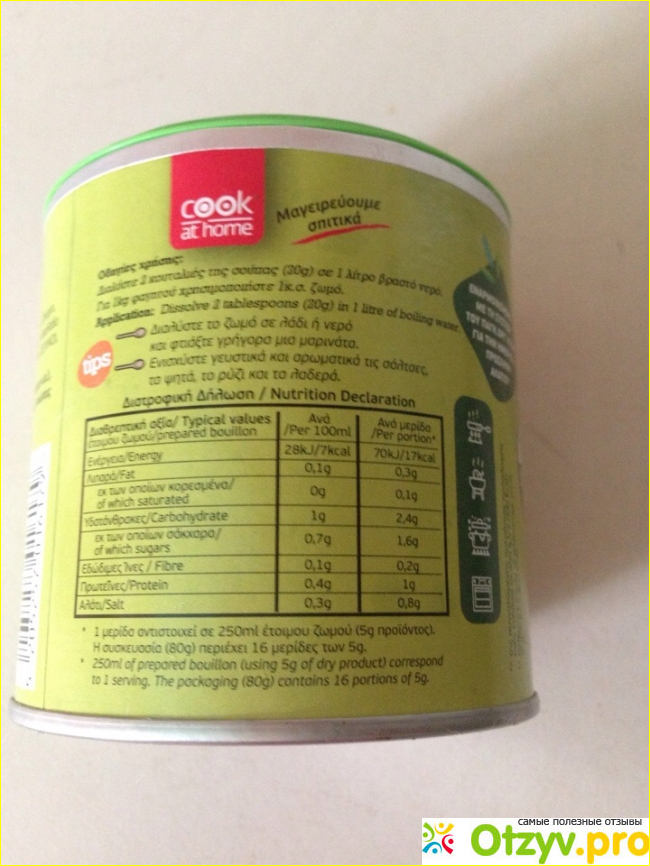 cook
at home
Μαγειρεύουμε
σπιτικά
Οδηγίες χρήσης:
Διαλύστε 2 κουταλιές της σούπας (20g) σε 1 λίτρο βραστό νερό.
Για 1kg φαγητού χρησιμοποιήστε 1κ.σ. ζωμό.
Application: Dissolve 2 tablespoons (20g) in 1 litre of boiling water.
tips
Διαλύστε το ζωμό σε λάδι ή νερό
και φτιάξτε γρήγορα μια μαρινάτα.
Ενισχύστε γευστικά και αρωματικά τις σάλτσες,
τα ψητά, το ρύζι και τα λαδερά.
Διατροφική Δήλωση / Nutrition Declaration
Διαθρεπτική αξία/ Typical values
έτοιμου ζωμού/prepared bouillon
Ανά
/Per 100ml
Ανά μερίδα
/Per portion*
Ενέργεια/Energy 28kJ/7kcal 70kJ/17kcal
Λιπαρά/Fat 0,1g 0,3g
εκ των οποίων κορεσμένα/
of which saturated 0g 0,1g
Υδατάνθρακες/Carbohydrate 1g 2,4g
εκ των οποίων σάκχαρα/
of which sugars 0,7g 1,6g
Εδώδιμες Ίνες / Fibre 0,1g 0,2g
Πρωτεΐνες/Protein 0,4g 1g
Αλάτι/Salt 0,3g 0,8g
* 1 μερίδα αντιστοιχεί σε 250ml έτοιμου ζωμού (5g προϊόντος).
Η συσκευασία (80g) περιέχει 16 μερίδες των 5g.
* 250ml of prepared bouillon (using 5g of dry product) correspond
to 1 serving. The packaging (80g) contains 16 portions of 5g.
самые полезные отзывы
Otzyv.pro